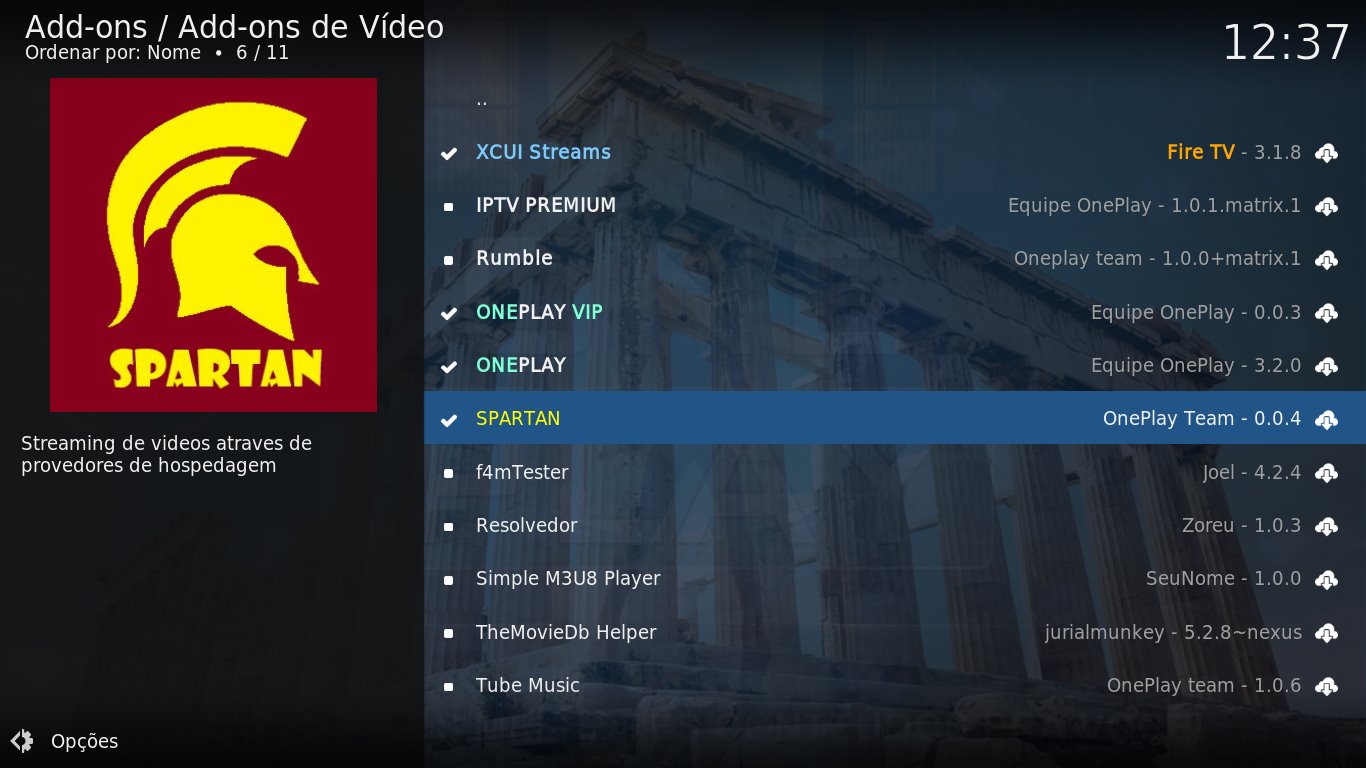 Add-ons / Add-ons de Vídeo
Ordenar por: Nome • 6 / 11
12:37
SPARTAN
Streaming de videos atraves de
provedores de hospedagem
..
XCUI Streams Fire TV - 3.1.8
IPTV PREMIUM Equipe OnePlay - 1.0.1.matrix.1
Rumble Oneplay team - 1.0.0+matrix.1
ONEPLAY VIP Equipe OnePlay - 0.0.3
ONEPLAY Equipe OnePlay - 3.2.0
SPARTAN OnePlay Team - 0.0.4
f4mTester Joel - 4.2.4
Resolvedor Zoreu - 1.0.3
Simple M3U8 Player SeuNome - 1.0.0
TheMovieDb Helper jurialmunkey - 5.2.8~nexus
Tube Music OnePlay team - 1.0.6
Opções